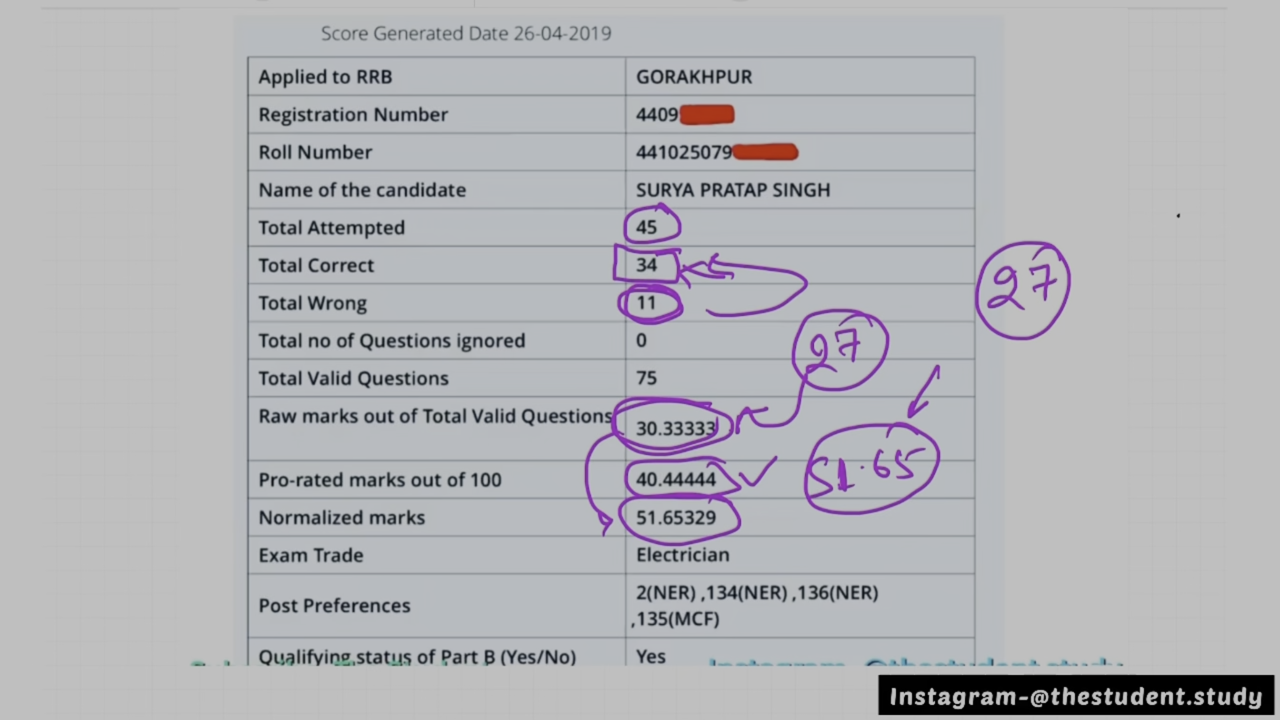 Score Generated Date 26-04-2019
Applied to RRB GORAKHPUR
Registration Number 4409
Roll Number 441025079
Name of the candidate SURYA PRATAP SINGH
Total Attempted 45
Total Correct 34
27
Total Wrong 11
Total no of Questions ignored 0
27
Total Valid Questions 75
Raw marks out of Total Valid Questions 30.33333
Pro-rated marks out of 100 40.44444
51.65
Normalized marks 51.65329
Exam Trade Electrician
Post Preferences 2(NER) ,134(NER) ,136(NER)
,135(MCF)
Qualifying status of Part B (Yes/No) Yes
Instagram-@thestudent.study